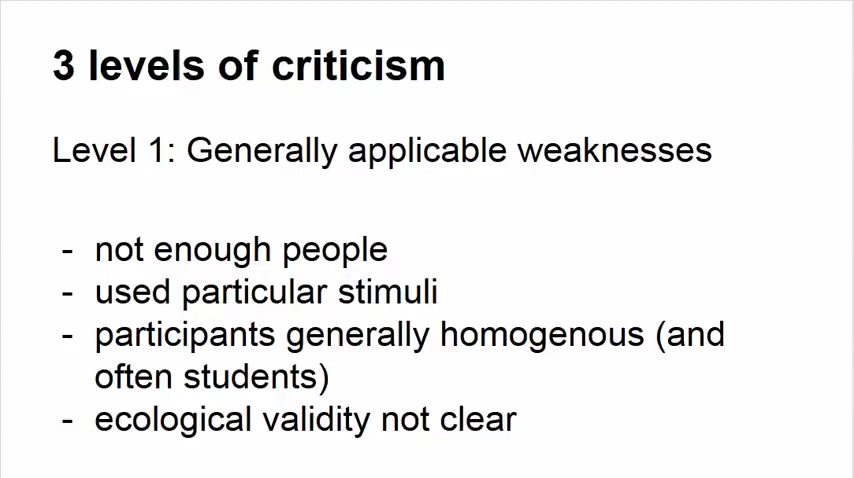 3 levels of criticism
Level 1: Generally applicable weaknesses
- not enough people
- used particular stimuli
- participants generally homogenous (and
often students)
- ecological validity not clear